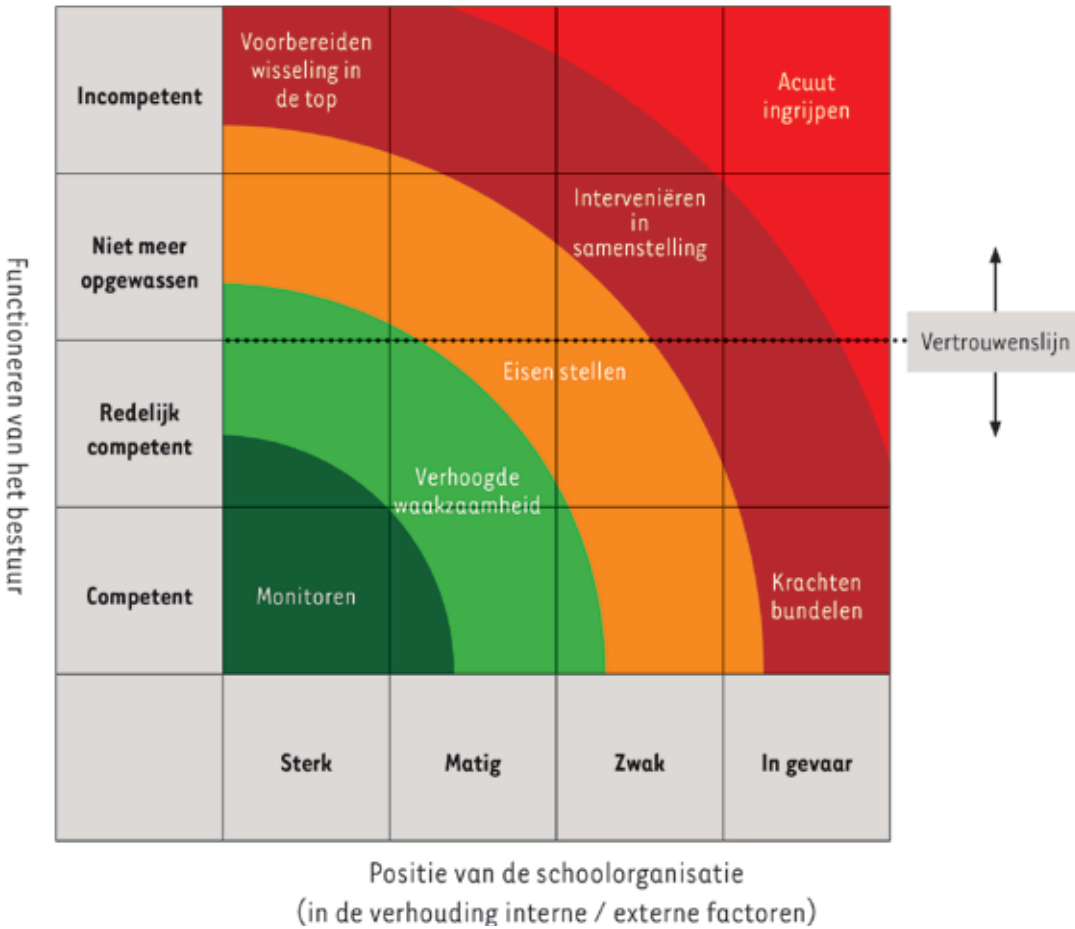 Voorbereiden
wisseling in
de top
Incompetent
Acuut
ingrijpen
Niet meer
opgewassen
Interveniëren
in
samenstelling
Functioneren van het bestuur
Vertrouwenslijn
Eisen stellen
Redelijk
competent
Verhoogde
waakzaamheid
Competent
Monitoren
Krachten
bundelen
Sterk
Matig
Zwak
In gevaar
Positie van de schoolorganisatie
(in de verhouding interne / externe factoren)